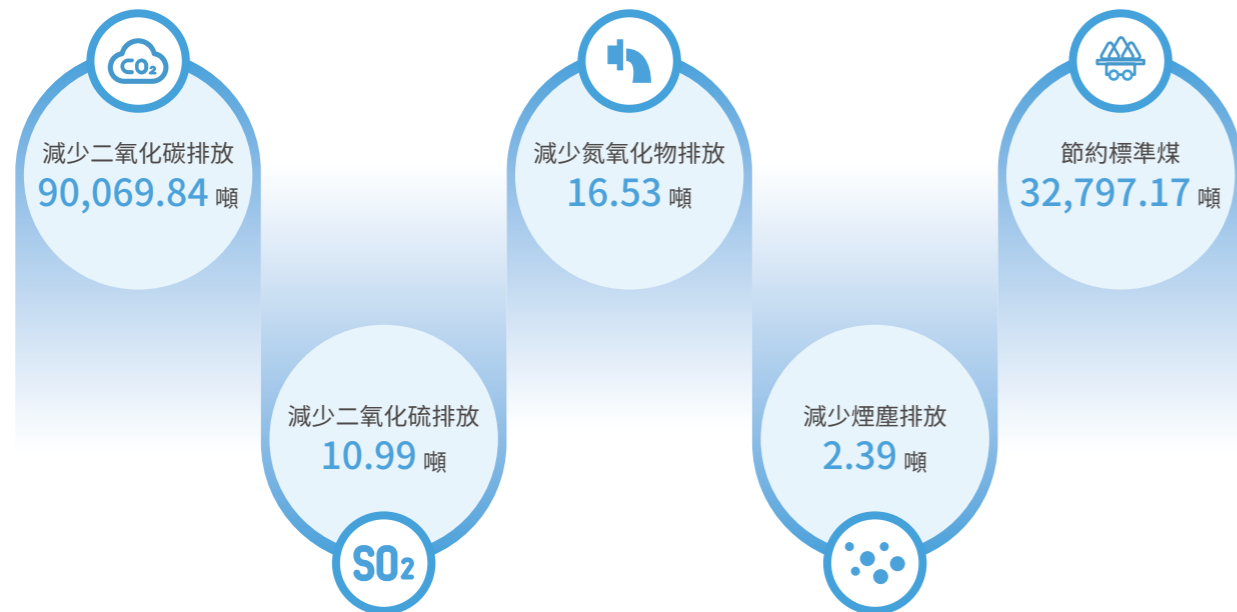 CO₂
減少二氧化碳排放
90,069.84 噸
減少二氧化硫排放
10.99 噸
SO₂
減少氮氧化物排放
16.53 噸
減少煙塵排放
2.39 噸
節約標準煤
32,797.17 噸